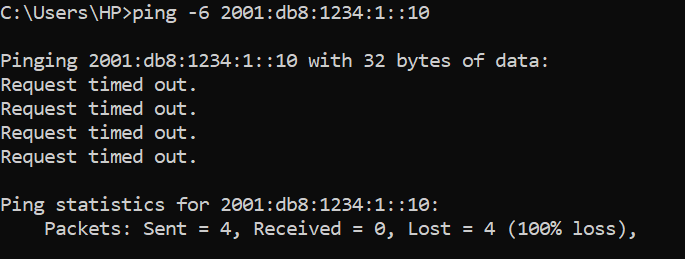 C:\Users\HP>ping -6 2001:db8:1234:1::10
Pinging 2001:db8:1234:1::10 with 32 bytes of data:
Request timed out.
Request timed out.
Request timed out.
Request timed out.
Ping statistics for 2001:db8:1234:1::10:
    Packets: Sent = 4, Received = 0, Lost = 4 (100% loss),